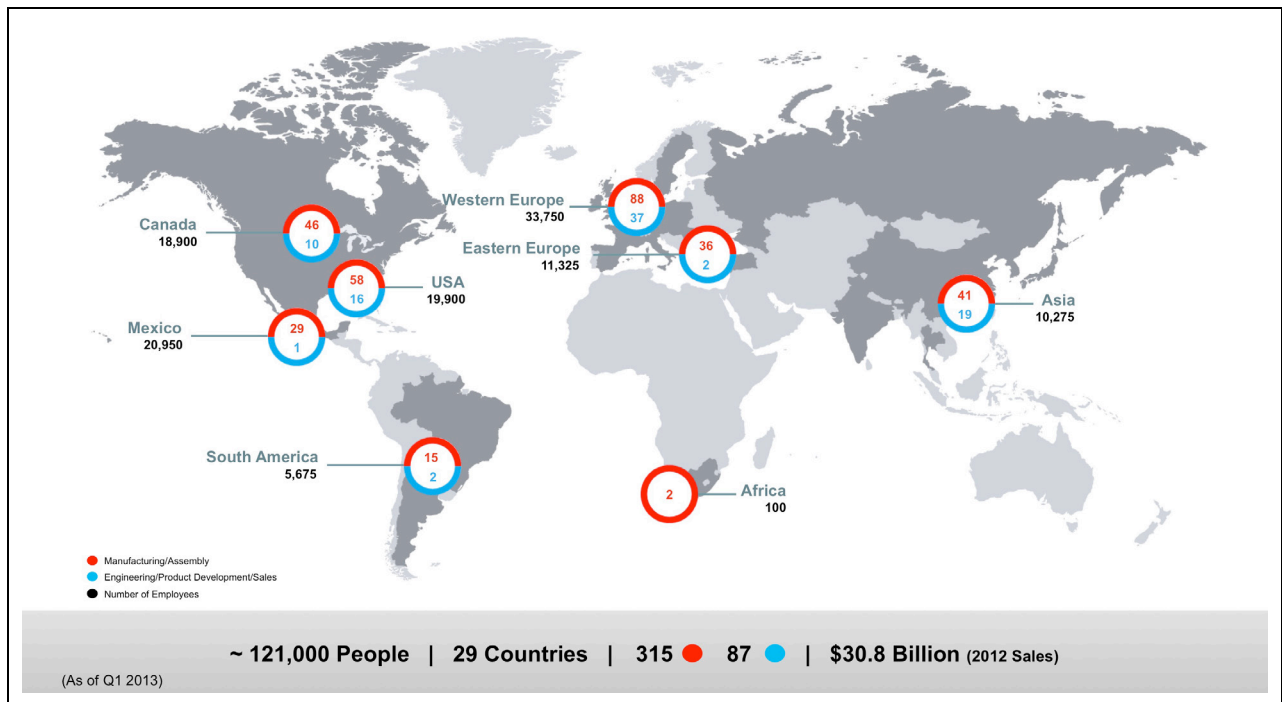 Western Europe
33,750
88
37
Canada
18,900
46
10
Eastern Europe
11,325
36
2
58
16
USA
19,900
41
19
Asia
10,275
Mexico
20,950
29
1
South America
5,675
15
2
2
Africa
100
Manufacturing/Assembly
Engineering/Product Development/Sales
Number of Employees
~ 121,000 People | 29 Countries | 315 87 | $30.8 Billion (2012 Sales)
(As of Q1 2013)